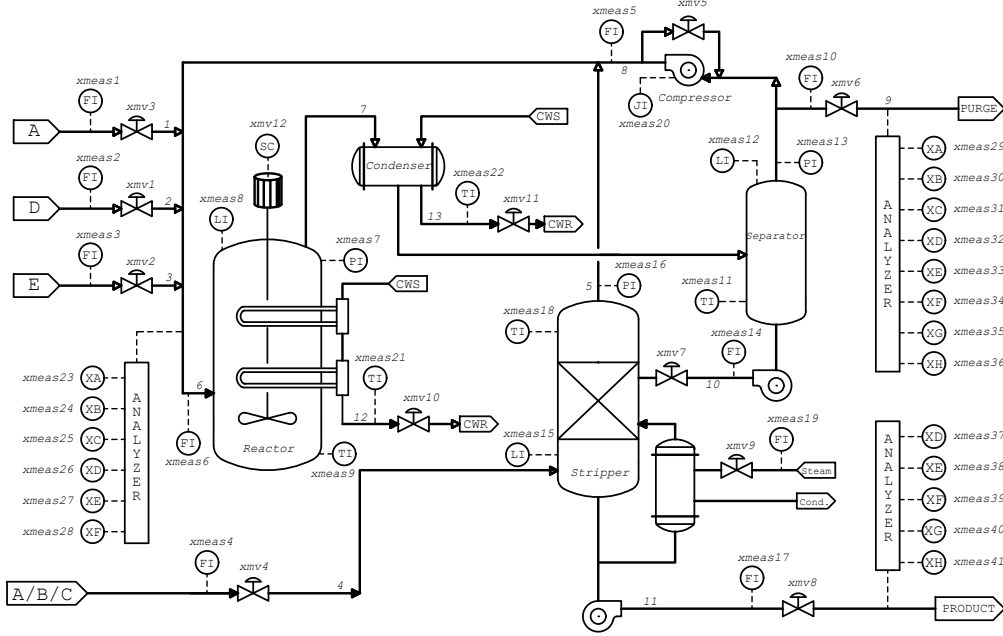 xmv5
xmeas5
FI
8
Compressor
JI
xmeas20
xmeas10
FI
xmv6
9
PURGE
xmeas1
FI
xmv3
A
1
xmeas2
FI
xmv1
D
2
xmeas3
FI
xmv2
E
3
xmv12
SC
7
CWS
Condenser
xmeas22
TI
xmv11
13
CWR
xmeas12
LI
xmeas13
PI
Separator
xmeas11
TI
xmeas14
FI
xmv7
10
xmeas8
LI
xmeas7
PI
CWS
xmeas21
TI
xmv10
12
CWR
Reactor
xmeas9
TI
6
FI
xmeas6
xmeas16
PI
5
xmeas18
TI
xmeas15
LI
Stripper
xmeas19
FI
xmv9
Steam
Cond.
ANALYZER
xmeas23 XA
xmeas24 XB
xmeas25 XC
xmeas26 XD
xmeas27 XE
xmeas28 XF
ANALYZER
XA xmeas29
XB xmeas30
XC xmeas31
XD xmeas32
XE xmeas33
XF xmeas34
XG xmeas35
XH xmeas36
ANALYZER
XD xmeas37
XE xmeas38
XF xmeas39
XG xmeas40
XH xmeas41
xmeas4
FI
xmv4
A/B/C
4
11
xmeas17
FI
xmv8
PRODUCT